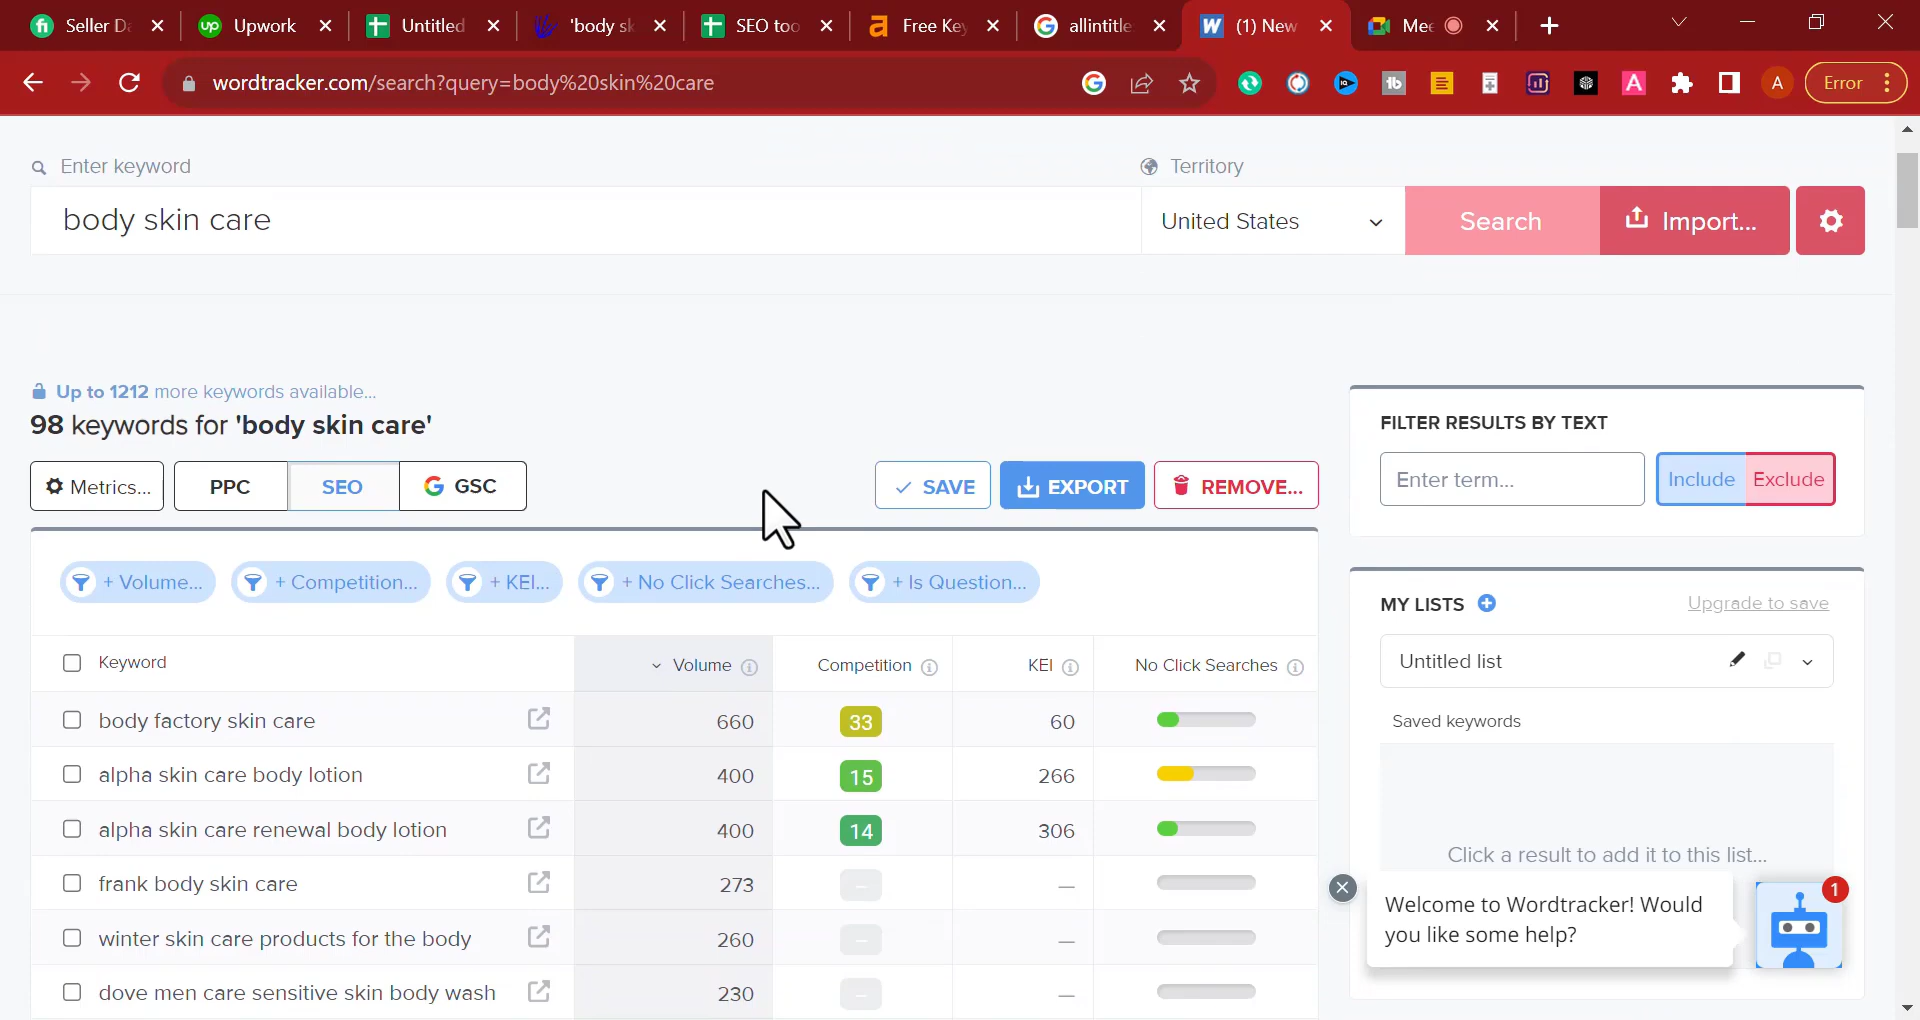 Seller Da
up Upwork
Untitled
'body sk
SEO too
a Free Key
allintitle
W (1) New
Mee
wordtracker.com/search?query=body%20skin%20care
A
Error
Enter keyword
Territory
body skin care
United States
Search
Import...
Up to 1212 more keywords available...
98 keywords for 'body skin care'
Metrics...
PPC
SEO
GSC
SAVE
EXPORT
REMOVE...
+ Volume...
+ Competition...
+ KEI...
+ No Click Searches...
+ Is Question...
Keyword
Volume
Competition
KEI
No Click Searches
body factory skin care 660 33 60
alpha skin care body lotion 400 15 266
alpha skin care renewal body lotion 400 14 306
frank body skin care 273 – —
winter skin care products for the body 260 – —
dove men care sensitive skin body wash 230 – —
FILTER RESULTS BY TEXT
Enter term...
Include
Exclude
MY LISTS
Upgrade to save
Untitled list
Saved keywords
Click a result to add it to this list...
Welcome to Wordtracker! Would
you like some help?
1